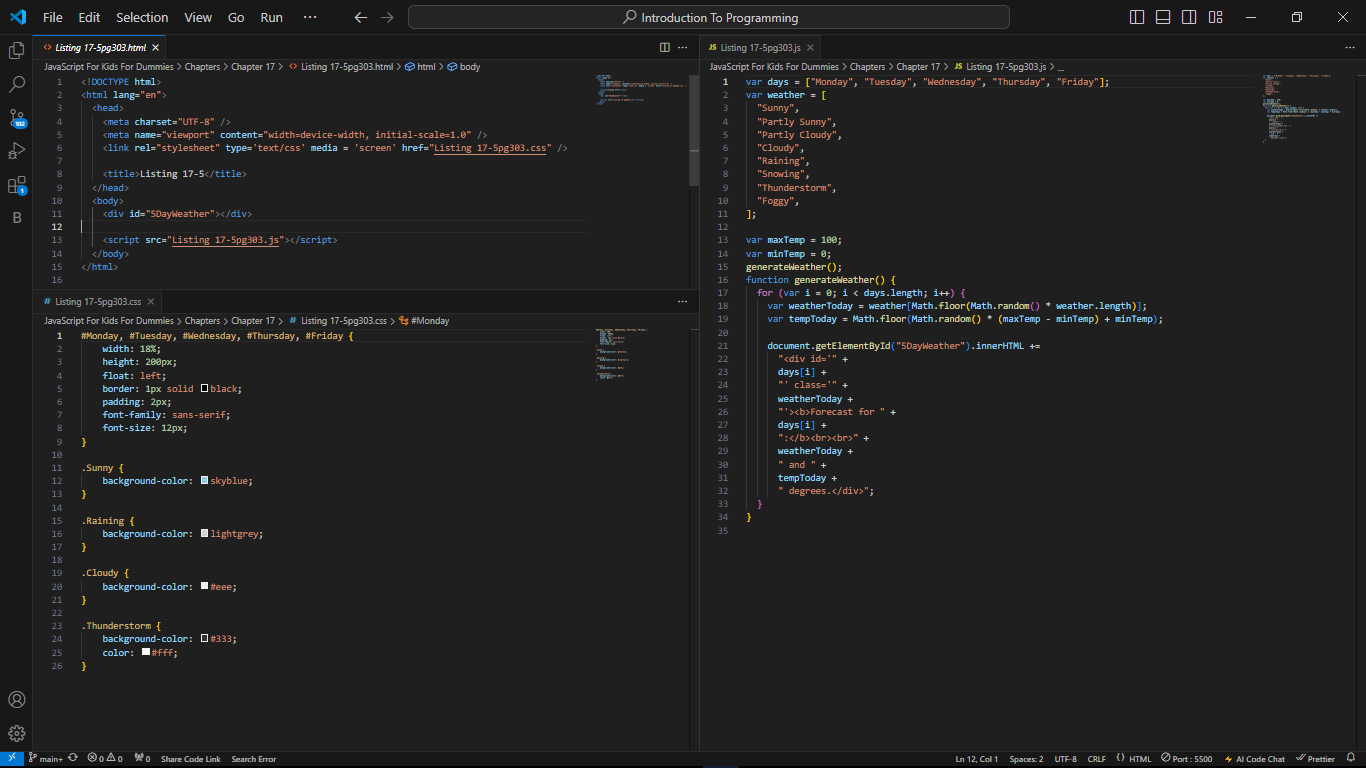 File Edit Selection View Go Run ···
Introduction To Programming
Listing 17-5pg303.html
JavaScript For Kids For Dummies > Chapters > Chapter 17 > Listing 17-5pg303.html > html > body
1 <!DOCTYPE html>
2 <html lang="en">
3 <head>
4 <meta charset="UTF-8" />
5 <meta name="viewport" content="width=device-width, initial-scale=1.0" />
6 <link rel="stylesheet" type='text/css' media = 'screen' href="Listing 17-5pg303.css" />
7
8 <title>Listing 17-5</title>
9 </head>
10 <body>
11 <div id="5DayWeather"></div>
12
13 <script src="Listing 17-5pg303.js"></script>
14 </body>
15 </html>
16
# Listing 17-5pg303.css
JavaScript For Kids For Dummies > Chapters > Chapter 17 > # Listing 17-5pg303.css > #Monday
1 #Monday, #Tuesday, #Wednesday, #Thursday, #Friday {
2 width: 18%;
3 height: 200px;
4 float: left;
5 border: 1px solid black;
6 padding: 2px;
7 font-family: sans-serif;
8 font-size: 12px;
9 }
10
11 .Sunny {
12 background-color: skyblue;
13 }
14
15 .Raining {
16 background-color: lightgrey;
17 }
18
19 .Cloudy {
20 background-color: #eee;
21 }
22
23 .Thunderstorm {
24 background-color: #333;
25 color: #fff;
26 }
JS Listing 17-5pg303.js
JavaScript For Kids For Dummies > Chapters > Chapter 17 > JS Listing 17-5pg303.js > ...
1 var days = ["Monday", "Tuesday", "Wednesday", "Thursday", "Friday"];
2 var weather = [
3 "Sunny",
4 "Partly Sunny",
5 "Partly Cloudy",
6 "Cloudy",
7 "Raining",
8 "Snowing",
9 "Thunderstorm",
10 "Foggy",
11 ];
12
13 var maxTemp = 100;
14 var minTemp = 0;
15 generateWeather();
16 function generateWeather() {
17 for (var i = 0; i < days.length; i++) {
18 var weatherToday = weather[Math.floor(Math.random() * weather.length)];
19 var tempToday = Math.floor(Math.random() * (maxTemp - minTemp) + minTemp);
20
21 document.getElementById("5DayWeather").innerHTML +=
22 "<div id='" +
23 days[i] +
24 "' class='" +
25 weatherToday +
26 "'><b>Forecast for " +
27 days[i] +
28 ":</b><br><br>" +
29 weatherToday +
30 " and " +
31 tempToday +
32 " degrees.</div>";
33 }
34 }
35
102
1
B
main+ 0 0 0 Share Code Link Search Error
Ln 12, Col 1 Spaces: 2 UTF-8 CRLF HTML Port : 5500 AI Code Chat Prettier